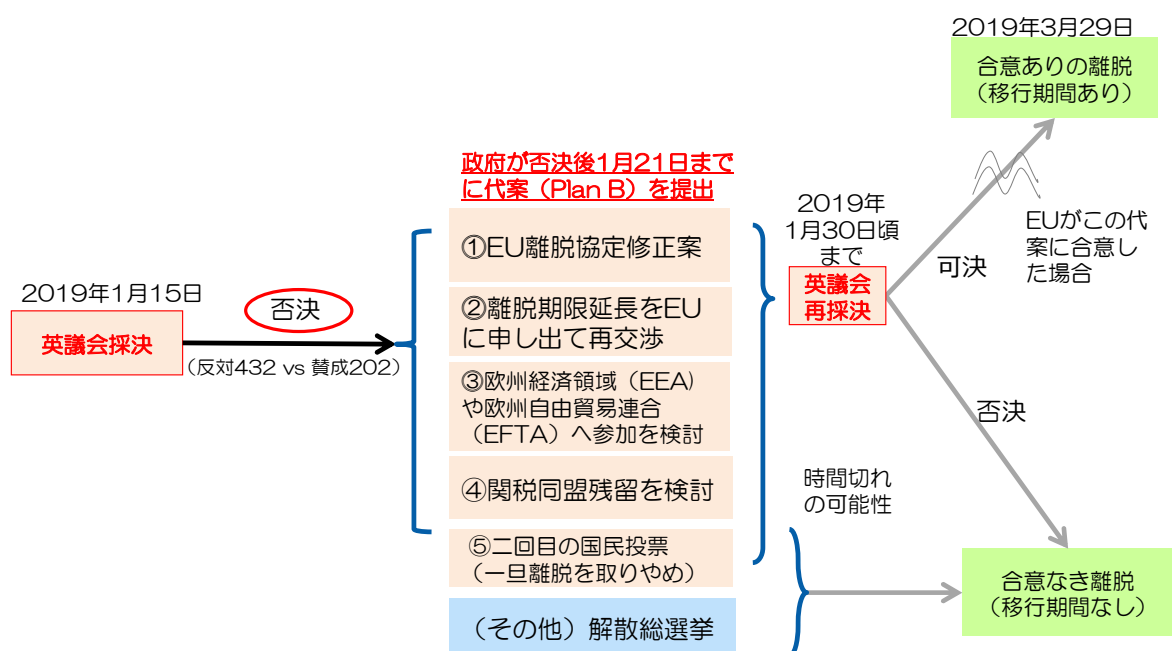 2019年1月15日
英議会採決
否決
(反対432 vs 賛成202)
政府が否決後1月21日まで
に代案（Plan B）を提出
①EU離脱協定修正案
②離脱期限延長をEU
に申し出て再交渉
③欧州経済領域（EEA)
や欧州自由貿易連合
（EFTA）へ参加を検討
④関税同盟残留を検討
⑤二回目の国民投票
（一旦離脱を取りやめ）
（その他）解散総選挙
2019年
1月30日頃
まで
英議会
再採決
可決
否決
EUがこの代
案に合意し
た場合
時間切れ
の可能性
2019年3月29日
合意ありの離脱
（移行期間あり）
合意なき離脱
（移行期間なし）